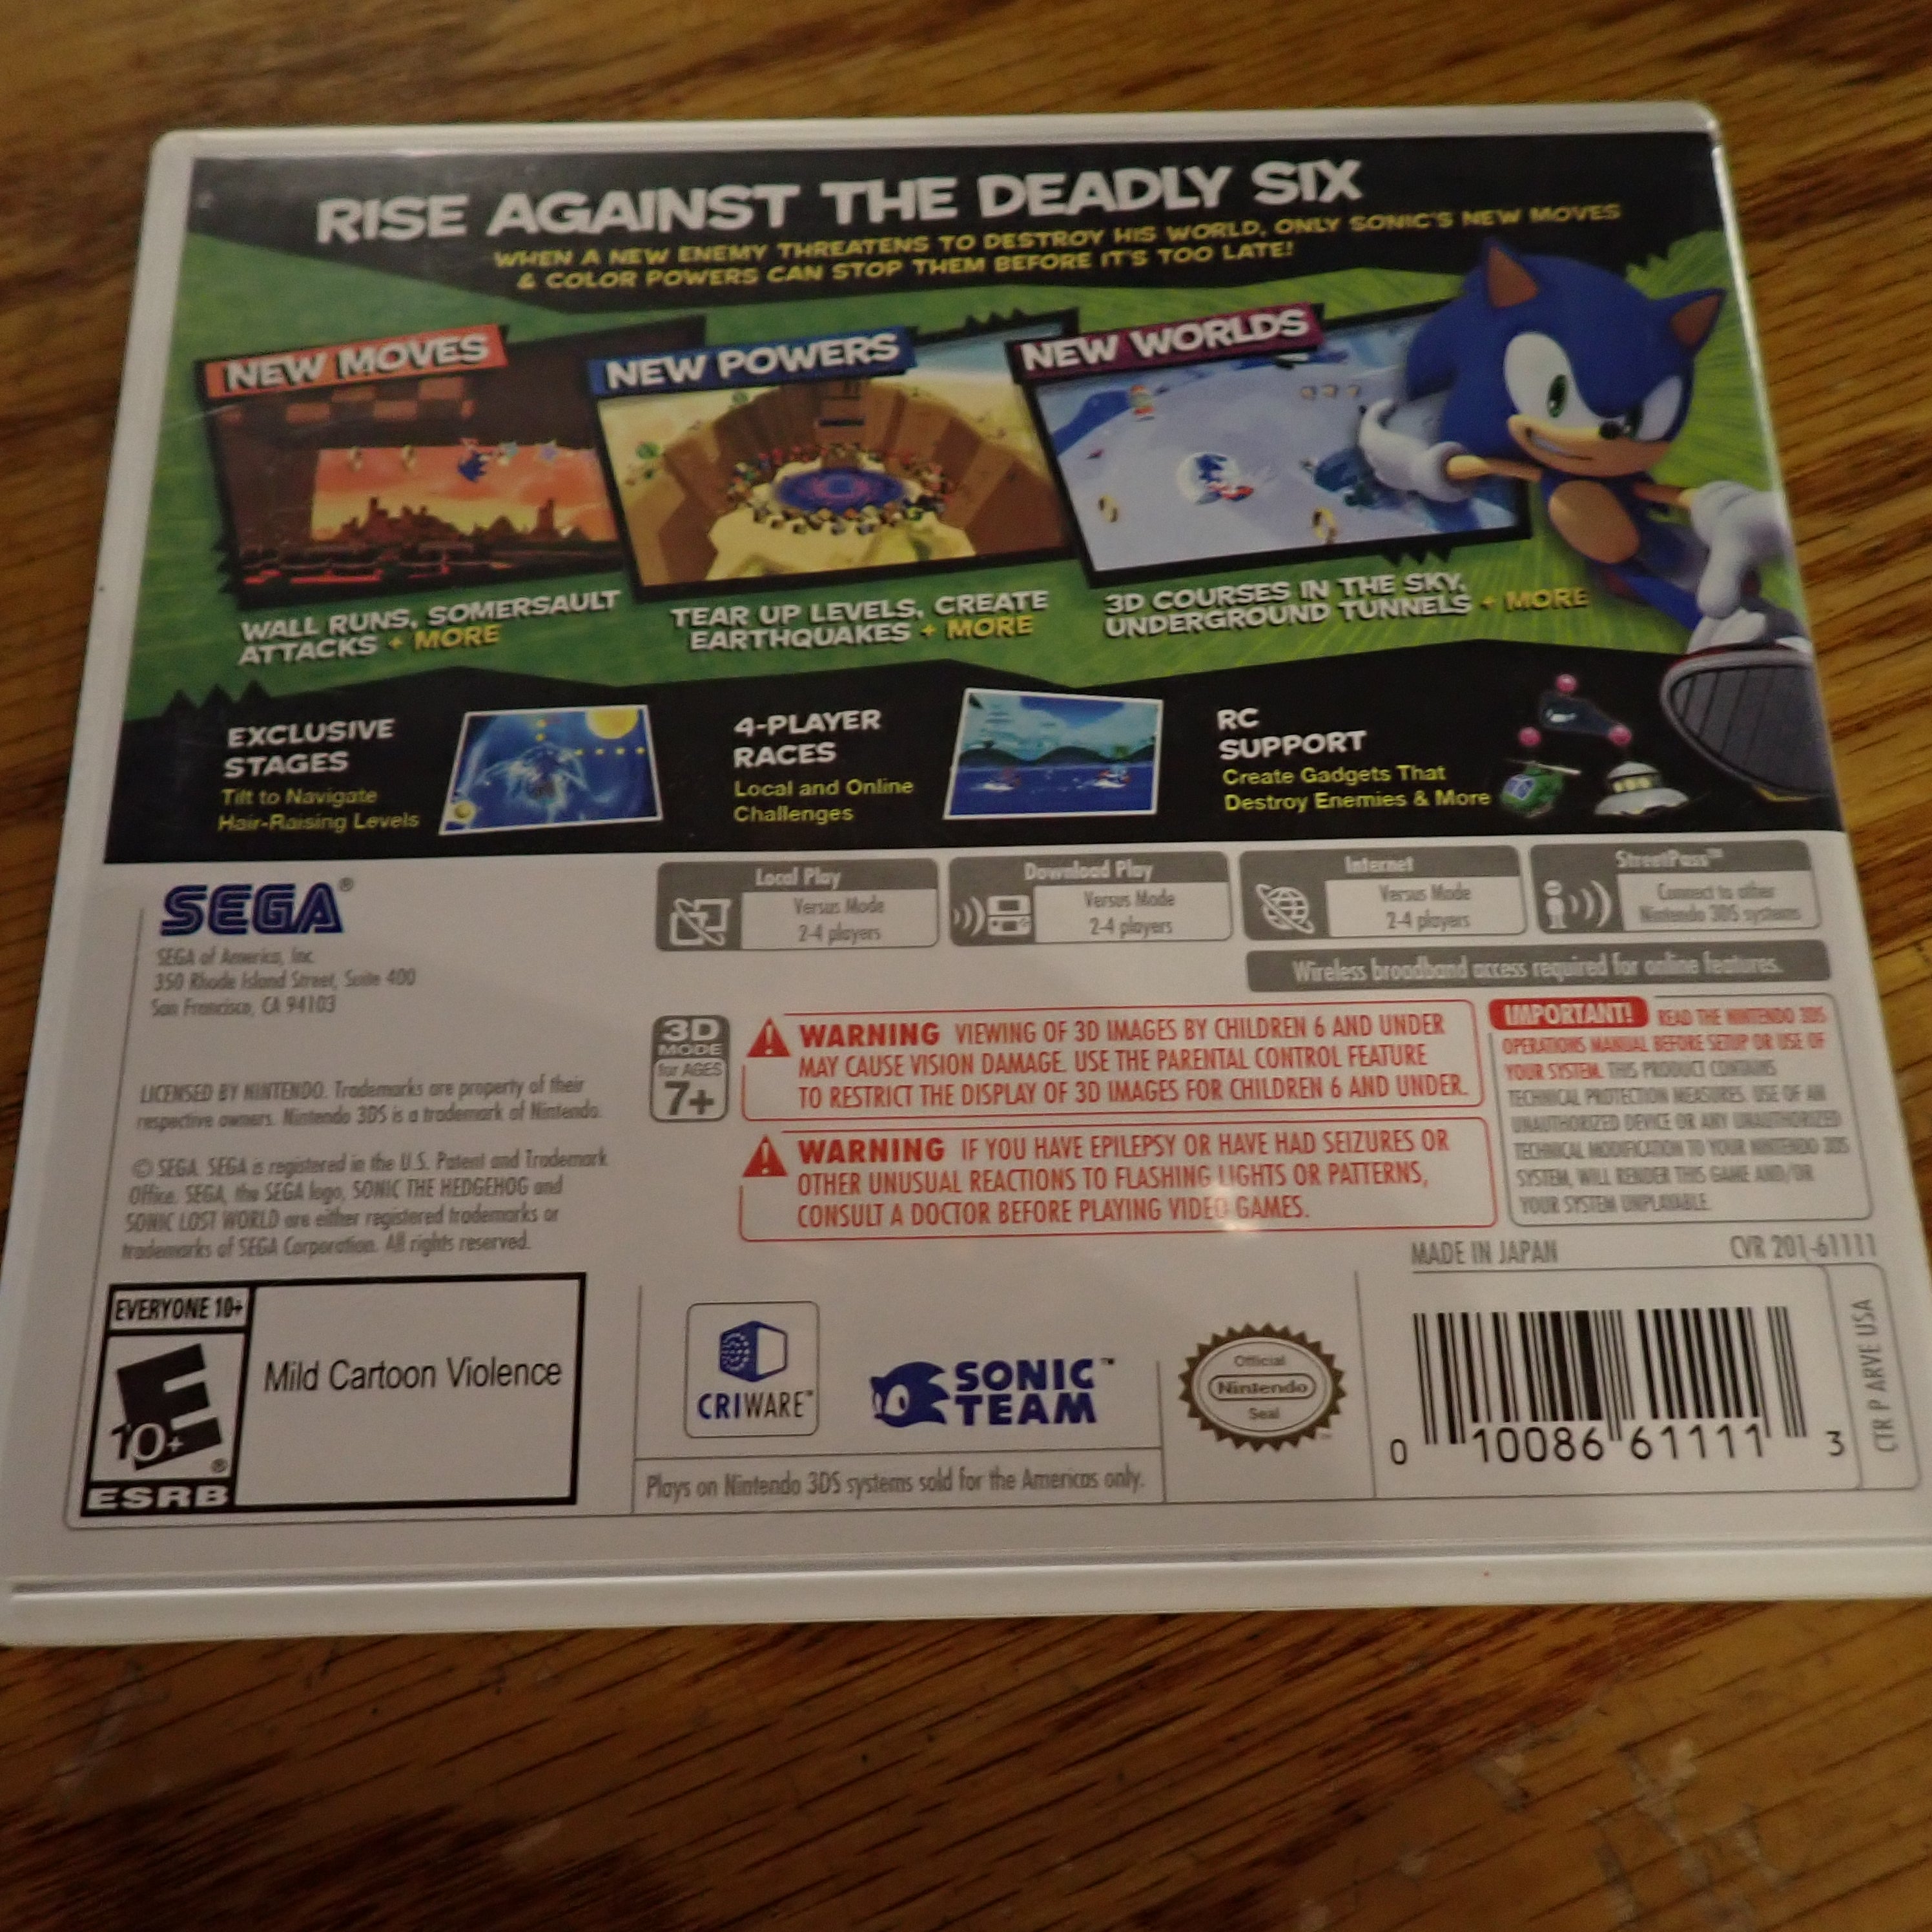 RISE AGAINST THE DEADLY SIX
WHEN A NEW ENEMY THREATENS TO DESTROY HIS WORLD, ONLY SONIC'S NEW MOVES
& COLOR POWERS CAN STOP THEM BEFORE IT'S TOO LATE!
NEW MOVES
NEW POWERS
NEW WORLDS
WALL RUNS, SOMERSAULT
ATTACKS + MORE
TEAR UP LEVELS, CREATE
EARTHQUAKES + MORE
3D COURSES IN THE SKY,
UNDERGROUND TUNNELS + MORE
EXCLUSIVE
STAGES
Tilt to Navigate
Hair-Raising Levels
4-PLAYER
RACES
Local and Online
Challenges
RC
SUPPORT
Create Gadgets That
Destroy Enemies & More
SEGA®
SEGA of America, Inc.
350 Rhode Island Street, Suite 400
San Francisco, CA 94103
Local Play
Versus Mode
2-4 players
Download Play
Versus Mode
2-4 players
Internet
Versus Mode
2-4 players
StreetPass™
Connect to other
Nintendo 3DS systems
Wireless broadband access required for online features.
LICENSED BY NINTENDO. Trademarks are property of their
respective owners. Nintendo 3DS is a trademark of Nintendo.
© SEGA. SEGA is registered in the U.S. Patent and Trademark
Office. SEGA, the SEGA logo, SONIC THE HEDGEHOG and
SONIC LOST WORLD are either registered trademarks or
trademarks of SEGA Corporation. All rights reserved.
3D
MODE
for AGES
7+
WARNING VIEWING OF 3D IMAGES BY CHILDREN 6 AND UNDER
MAY CAUSE VISION DAMAGE. USE THE PARENTAL CONTROL FEATURE
TO RESTRICT THE DISPLAY OF 3D IMAGES FOR CHILDREN 6 AND UNDER.
WARNING IF YOU HAVE EPILEPSY OR HAVE HAD SEIZURES OR
OTHER UNUSUAL REACTIONS TO FLASHING LIGHTS OR PATTERNS,
CONSULT A DOCTOR BEFORE PLAYING VIDEO GAMES.
IMPORTANT! READ THE NINTENDO 3DS
OPERATIONS MANUAL BEFORE SETUP OR USE OF
YOUR SYSTEM. THIS PRODUCT CONTAINS
TECHNICAL PROTECTION MEASURES. USE OF AN
UNAUTHORIZED DEVICE OR ANY UNAUTHORIZED
TECHNICAL MODIFICATION TO YOUR NINTENDO 3DS
SYSTEM, WILL RENDER THIS GAME AND/OR
YOUR SYSTEM UNPLAYABLE.
MADE IN JAPAN
CVR 201-61111
EVERYONE 10+
E
10+
®
ESRB
Mild Cartoon Violence
CRIWARE™
SONIC™
TEAM
Official
Nintendo
Seal
Plays on Nintendo 3DS systems sold for the Americas only.
0 10086 61111 3
CTR P ARVE USA